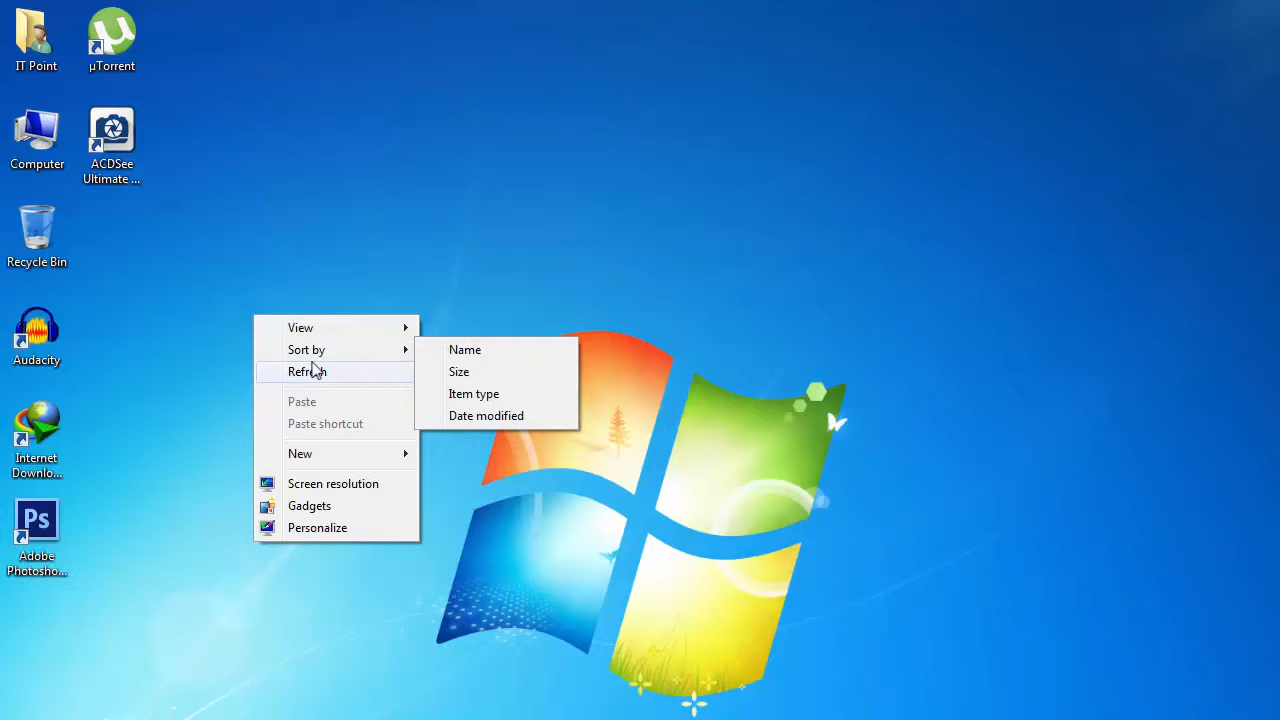 IT Point
µTorrent
Computer
ACDSee
Ultimate ...
Recycle Bin
Audacity
Internet
Downlo...
Ps
Adobe
Photosho...
View
Sort by
Refresh
Paste
Paste shortcut
New
Screen resolution
Gadgets
Personalize
Name
Size
Item type
Date modified